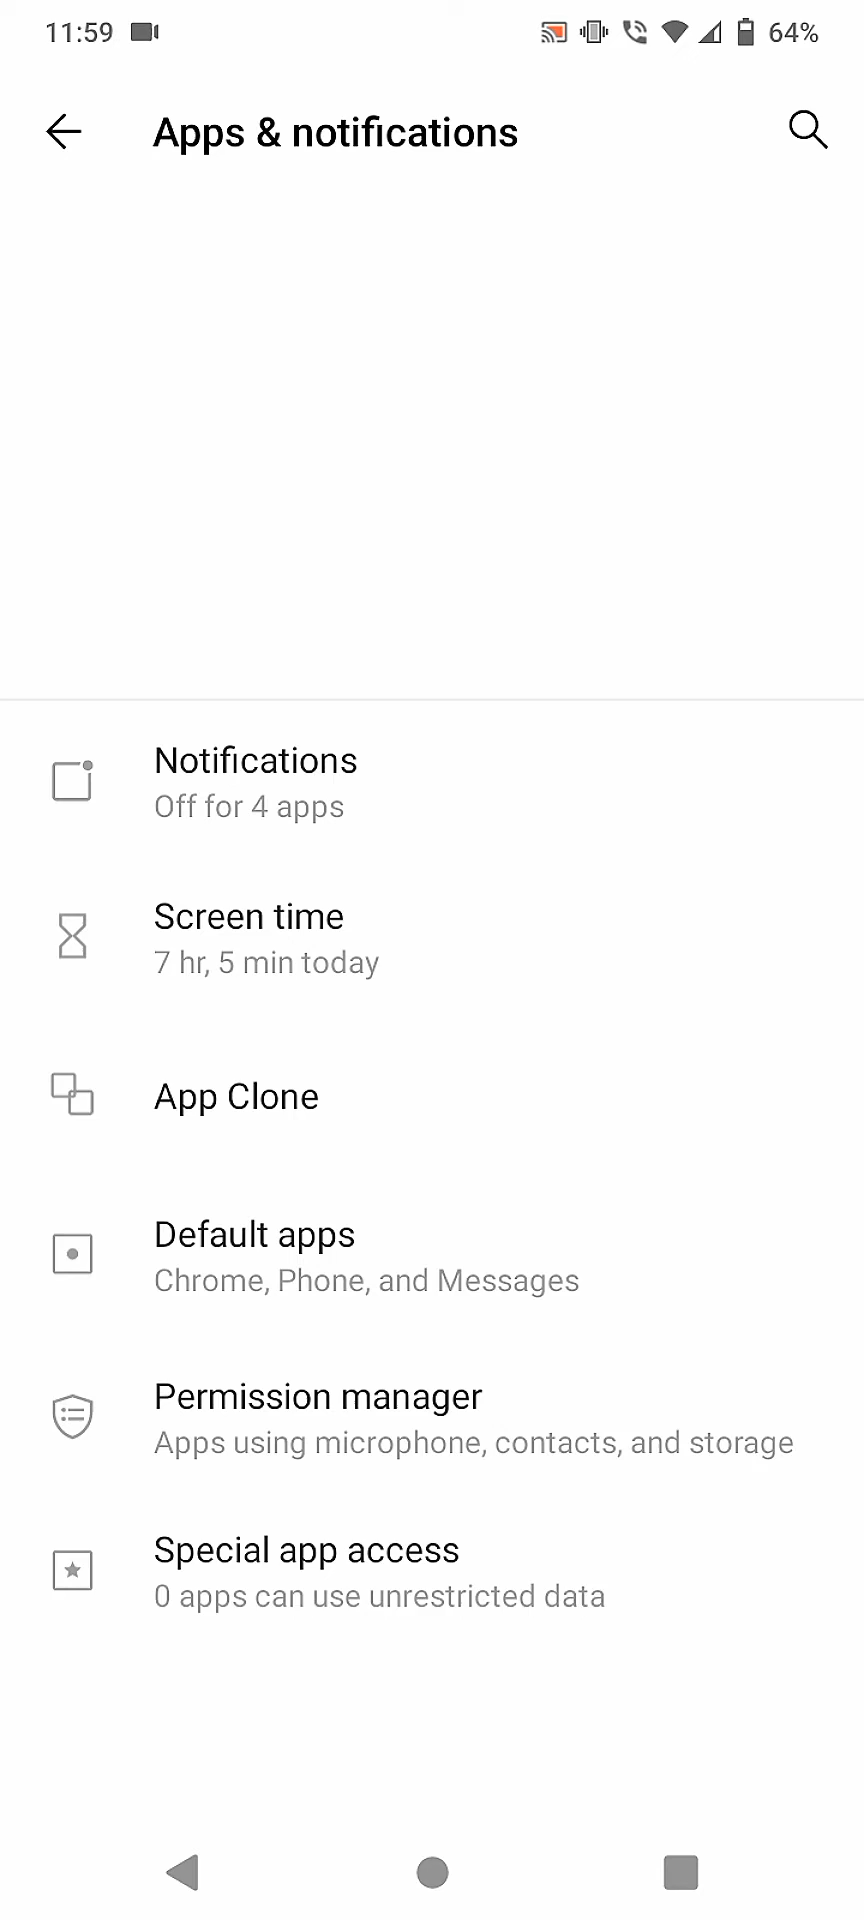 11:59 64%
Apps & notifications
Notifications
Off for 4 apps
Screen time
7 hr, 5 min today
App Clone
Default apps
Chrome, Phone, and Messages
Permission manager
Apps using microphone, contacts, and storage
Special app access
0 apps can use unrestricted data